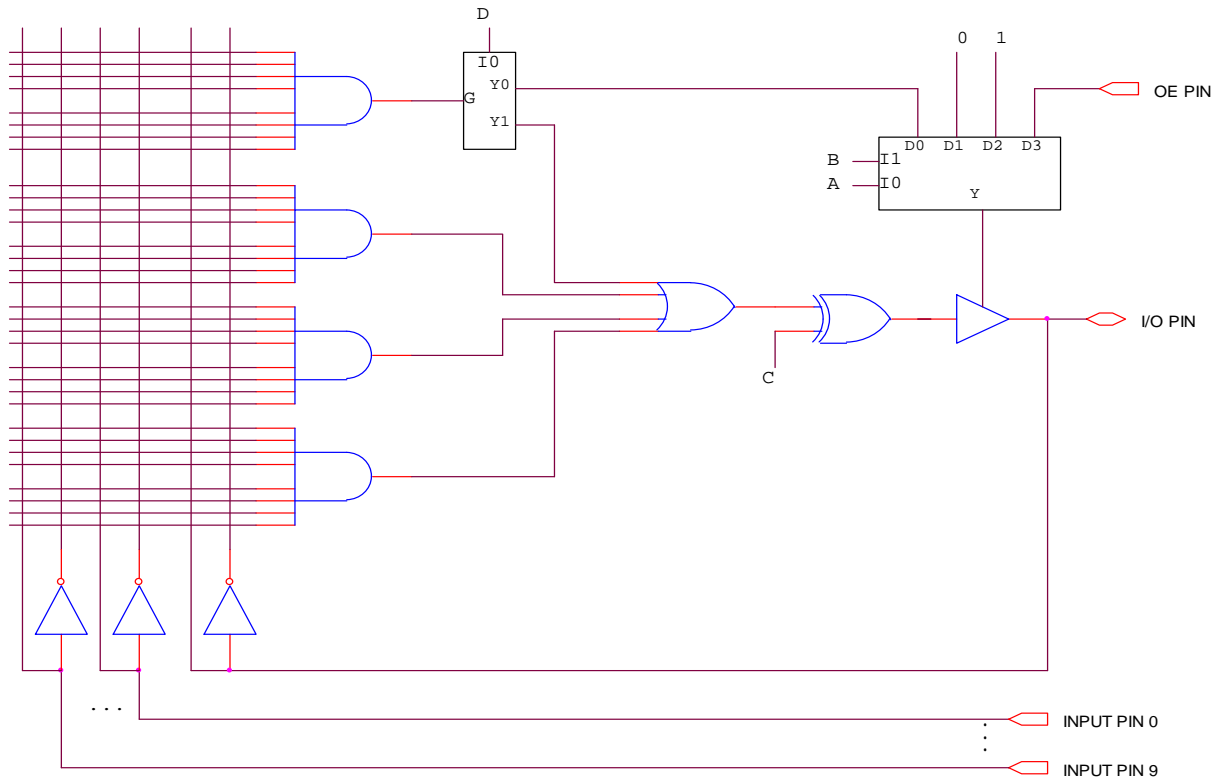 D
0 1
I0
Y0
G
Y1
OE PIN
D0 D1 D2 D3
B I1
A I0
Y
I/O PIN
C
...
INPUT PIN 0
INPUT PIN 9